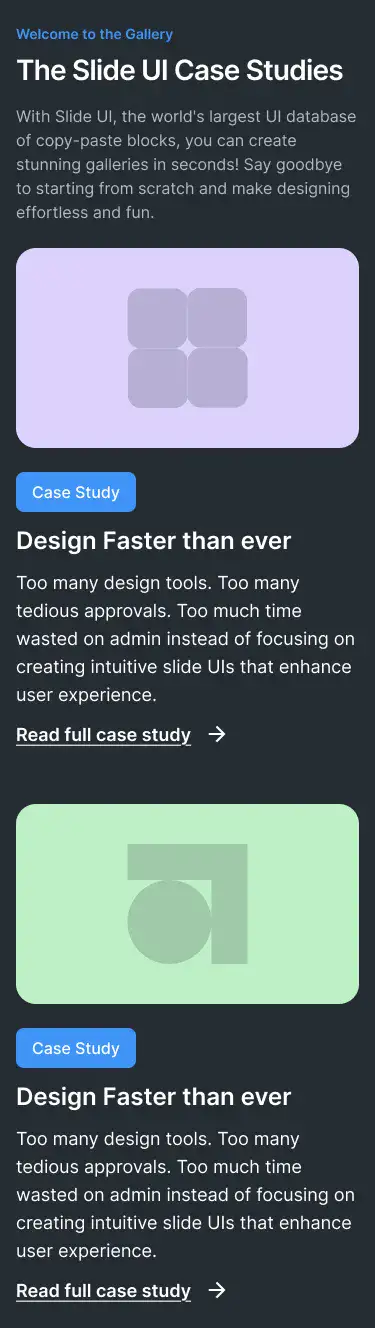 Welcome to the Gallery
The Slide UI Case Studies
With Slide UI, the world's largest UI database
of copy-paste blocks, you can create
stunning galleries in seconds! Say goodbye
to starting from scratch and make designing
effortless and fun.
Case Study
Design Faster than ever
Too many design tools. Too many
tedious approvals. Too much time
wasted on admin instead of focusing on
creating intuitive slide UIs that enhance
user experience.
Read full case study
Case Study
Design Faster than ever
Too many design tools. Too many
tedious approvals. Too much time
wasted on admin instead of focusing on
creating intuitive slide UIs that enhance
user experience.
Read full case study